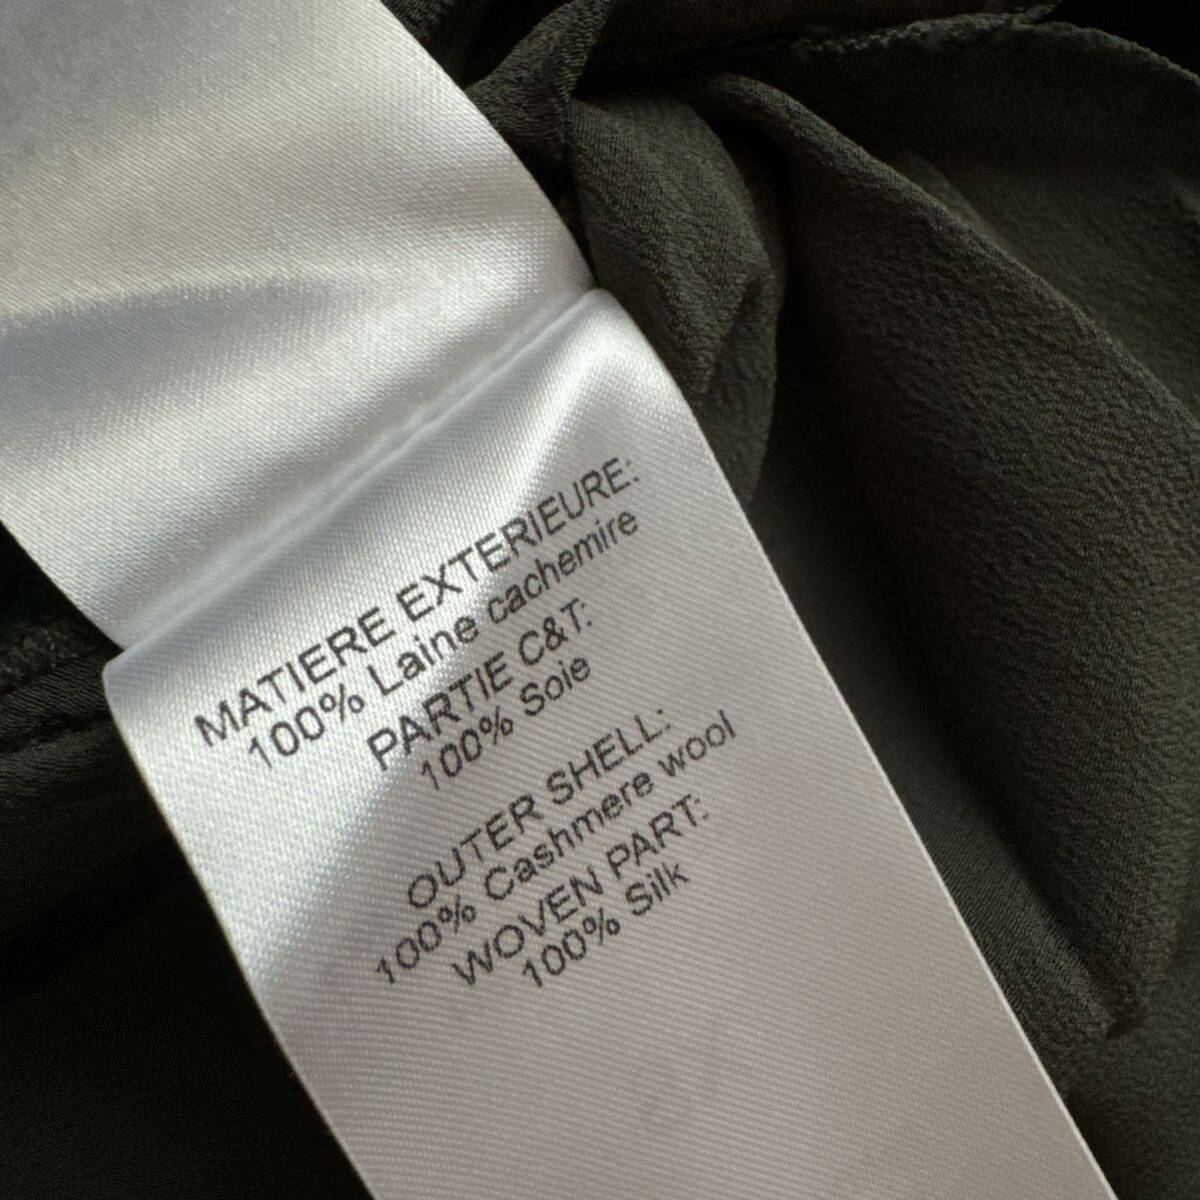 MATIERE EXTERIEURE:
100% Laine cachemire
PARTIE C&T:
100% Soie
OUTER SHELL:
100% Cashmere wool
WOVEN PART:
100% Silk